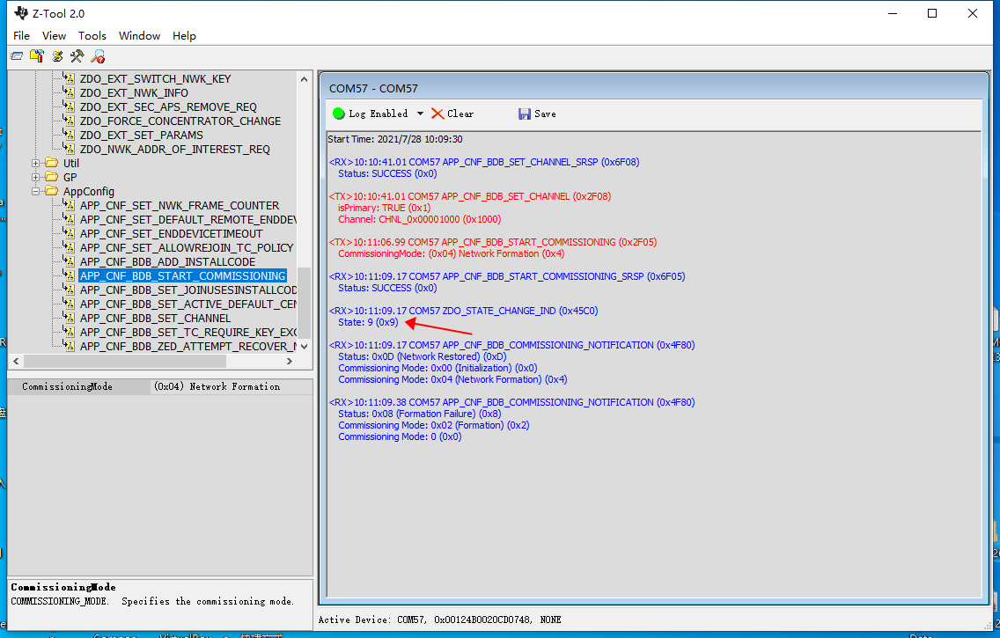 Z-Tool 2.0
File View Tools Window Help
ZDO_EXT_SWITCH_NWK_KEY
ZDO_EXT_NWK_INFO
ZDO_EXT_SEC_APS_REMOVE_REQ
ZDO_FORCE_CONCENTRATOR_CHANGE
ZDO_EXT_SET_PARAMS
ZDO_NWK_ADDR_OF_INTEREST_REQ
Util
GP
AppConfig
APP_CNF_SET_NWK_FRAME_COUNTER
APP_CNF_SET_DEFAULT_REMOTE_ENDDEV
APP_CNF_SET_ENDDEVICETIMEOUT
APP_CNF_SET_ALLOWREJOIN_TC_POLICY
APP_CNF_BDB_ADD_INSTALLCODE
APP_CNF_BDB_START_COMMISSIONING
APP_CNF_BDB_SET_JOINUSESINSTALLCOD
APP_CNF_BDB_SET_ACTIVE_DEFAULT_CEN
APP_CNF_BDB_SET_CHANNEL
APP_CNF_BDB_SET_TC_REQUIRE_KEY_EXC
APP_CNF_BDB_ZED_ATTEMPT_RECOVER_N
CommissioningMode (0x04) Network Formation
CommissioningMode
COMMISSIONING_MODE. Specifies the commissioning mode.
COM57 - COM57
Log Enabled Clear Save
Start Time: 2021/7/28 10:09:30
<RX>10:10:41.01 COM57 APP_CNF_BDB_SET_CHANNEL_SRSP (0x6F08)
Status: SUCCESS (0x0)
<TX>10:10:41.01 COM57 APP_CNF_BDB_SET_CHANNEL (0x2F08)
isPrimary: TRUE (0x1)
Channel: CHNL_0x00001000 (0x1000)
<TX>10:11:06.99 COM57 APP_CNF_BDB_START_COMMISSIONING (0x2F05)
CommissioningMode: (0x04) Network Formation (0x4)
<RX>10:11:09.17 COM57 APP_CNF_BDB_START_COMMISSIONING_SRSP (0x6F05)
Status: SUCCESS (0x0)
<RX>10:11:09.17 COM57 ZDO_STATE_CHANGE_IND (0x45C0)
State: 9 (0x9)
<RX>10:11:09.17 COM57 APP_CNF_BDB_COMMISSIONING_NOTIFICATION (0x4F80)
Status: 0x0D (Network Restored) (0xD)
Commissioning Mode: 0x00 (Initialization) (0x0)
Commissioning Mode: 0x04 (Network Formation) (0x4)
<RX>10:11:09.38 COM57 APP_CNF_BDB_COMMISSIONING_NOTIFICATION (0x4F80)
Status: 0x08 (Formation Failure) (0x8)
Commissioning Mode: 0x02 (Formation) (0x2)
Commissioning Mode: 0 (0x0)
Active Device: COM57, 0x00124B0020CD0748, NONE